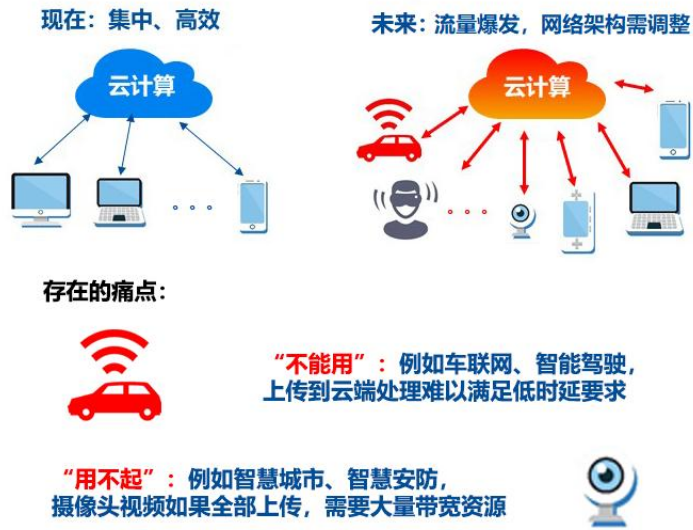 现在：集中、高效
未来：流量爆发，网络架构需调整
云计算
云计算
存在的痛点：
“不能用”：例如车联网、智能驾驶，
上传到云端处理难以满足低时延要求
“用不起”：例如智慧城市、智慧安防，
摄像头视频如果全部上传，需要大量带宽资源